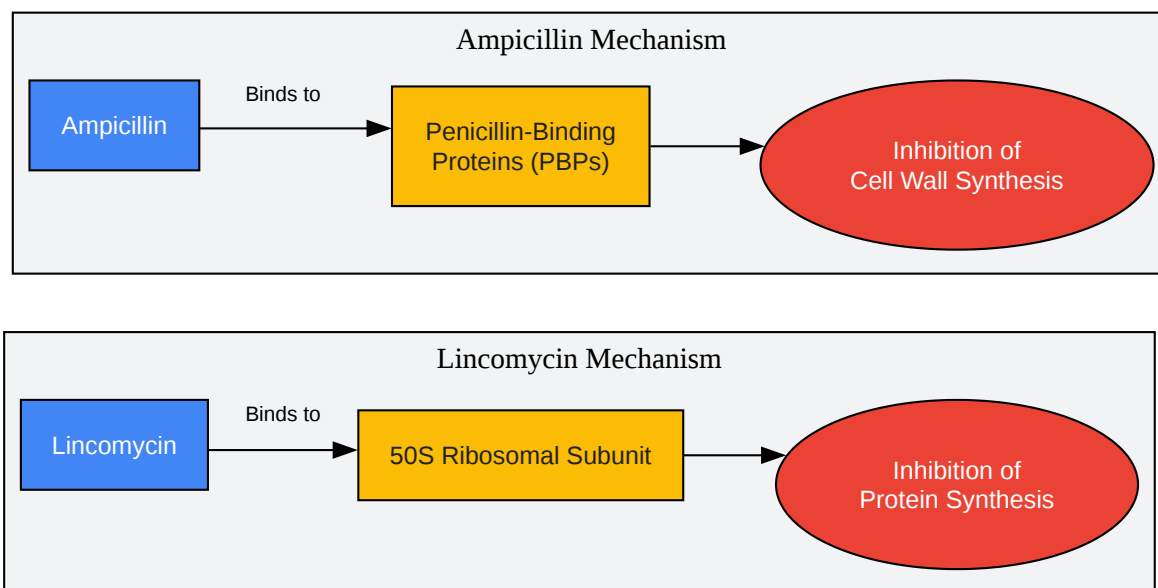 Ampicillin Mechanism
Ampicillin
Binds to
Penicillin-Binding
Proteins (PBPs)
Inhibition of
Cell Wall Synthesis
Lincomycin Mechanism
Lincomycin
Binds to
50S Ribosomal Subunit
Inhibition of
Protein Synthesis